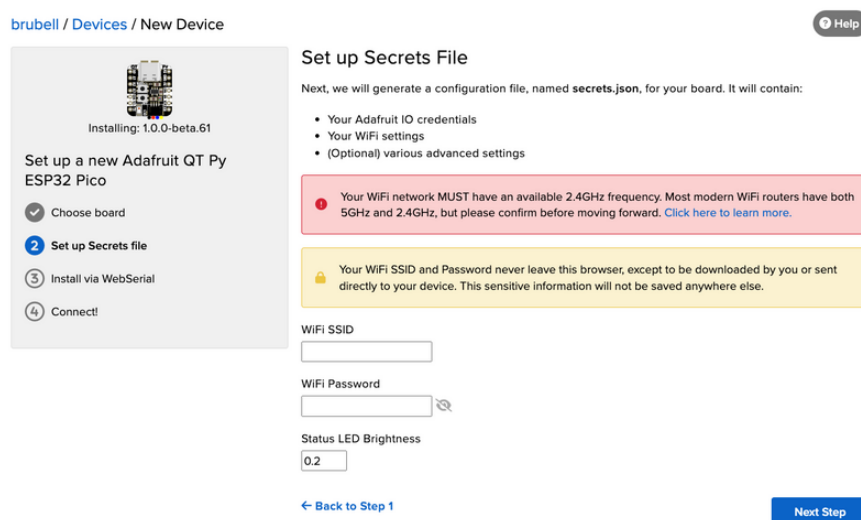 brubell / Devices / New Device
Help
Installing: 1.0.0-beta.61
Set up a new Adafruit QT Py
ESP32 Pico
Choose board
2 Set up Secrets file
3 Install via WebSerial
4 Connect!
Set up Secrets File
Next, we will generate a configuration file, named secrets.json, for your board. It will contain:
• Your Adafruit IO credentials
• Your WiFi settings
• (Optional) various advanced settings
Your WiFi network MUST have an available 2.4GHz frequency. Most modern WiFi routers have both
5GHz and 2.4GHz, but please confirm before moving forward. Click here to learn more.
Your WiFi SSID and Password never leave this browser, except to be downloaded by you or sent
directly to your device. This sensitive information will not be saved anywhere else.
WiFi SSID
WiFi Password
Status LED Brightness
0.2
← Back to Step 1
Next Step